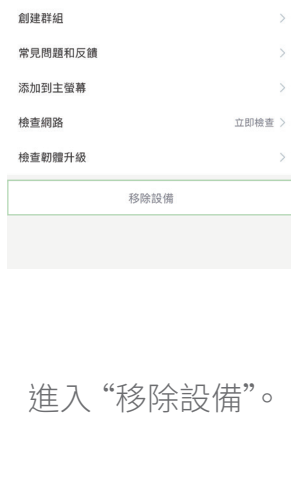 創建群組
常見問題和反饋
添加到主螢幕
檢查網路 立即檢查
檢查韌體升級
移除設備
進入 “移除設備”。